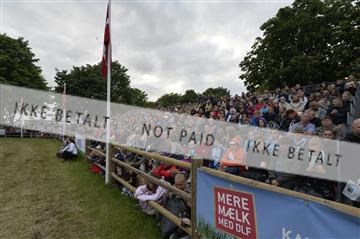 IKKE BETALT NOT PAID IKKE BETALT
MERE
MÆLK
MED DLF